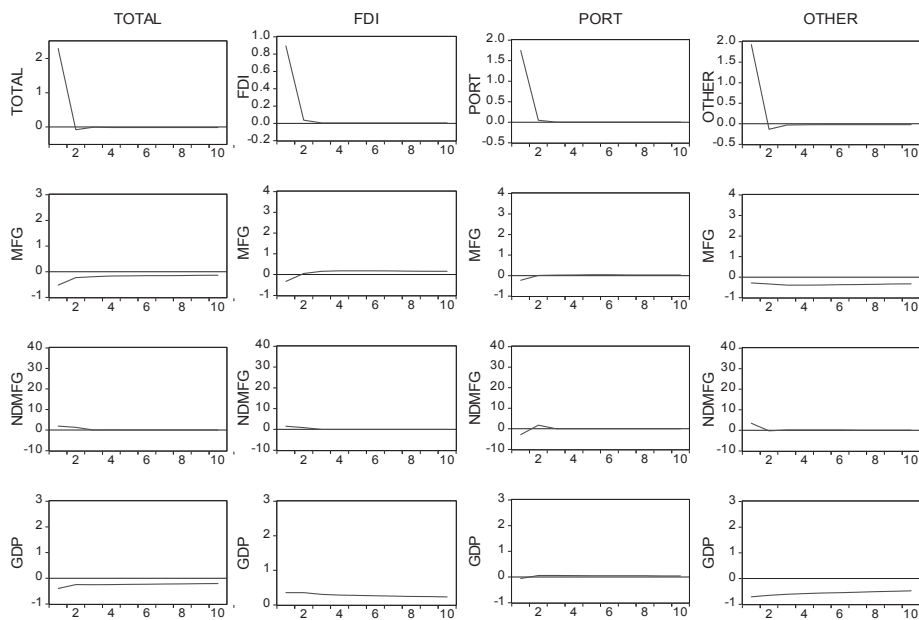 TOTAL FDI PORT OTHER
TOTAL 2 1 0 2 4 6 8 10
FDI 1.0 0.8 0.6 0.4 0.2 0.0 -0.2 2 4 6 8 10
PORT 2.0 1.5 1.0 0.5 0.0 -0.5 2 4 6 8 10
OTHER 2.0 1.5 1.0 0.5 0.0 -0.5 2 4 6 8 10
MFG 3 2 1 0 -1 2 4 6 8 10
MFG 4 3 2 1 0 -1 2 4 6 8 10
MFG 4 3 2 1 0 -1 2 4 6 8 10
MFG 4 3 2 1 0 -1 2 4 6 8 10
NDMFG 40 30 20 10 0 -10 2 4 6 8 10
NDMFG 40 30 20 10 0 -10 2 4 6 8 10
NDMFG 40 30 20 10 0 -10 2 4 6 8 10
NDMFG 40 30 20 10 0 -10 2 4 6 8 10
GDP 3 2 1 0 -1 2 4 6 8 10
GDP 3 2 1 0 2 4 6 8 10
GDP 3 2 1 0 -1 2 4 6 8 10
GDP 3 2 1 0 -1 2 4 6 8 10